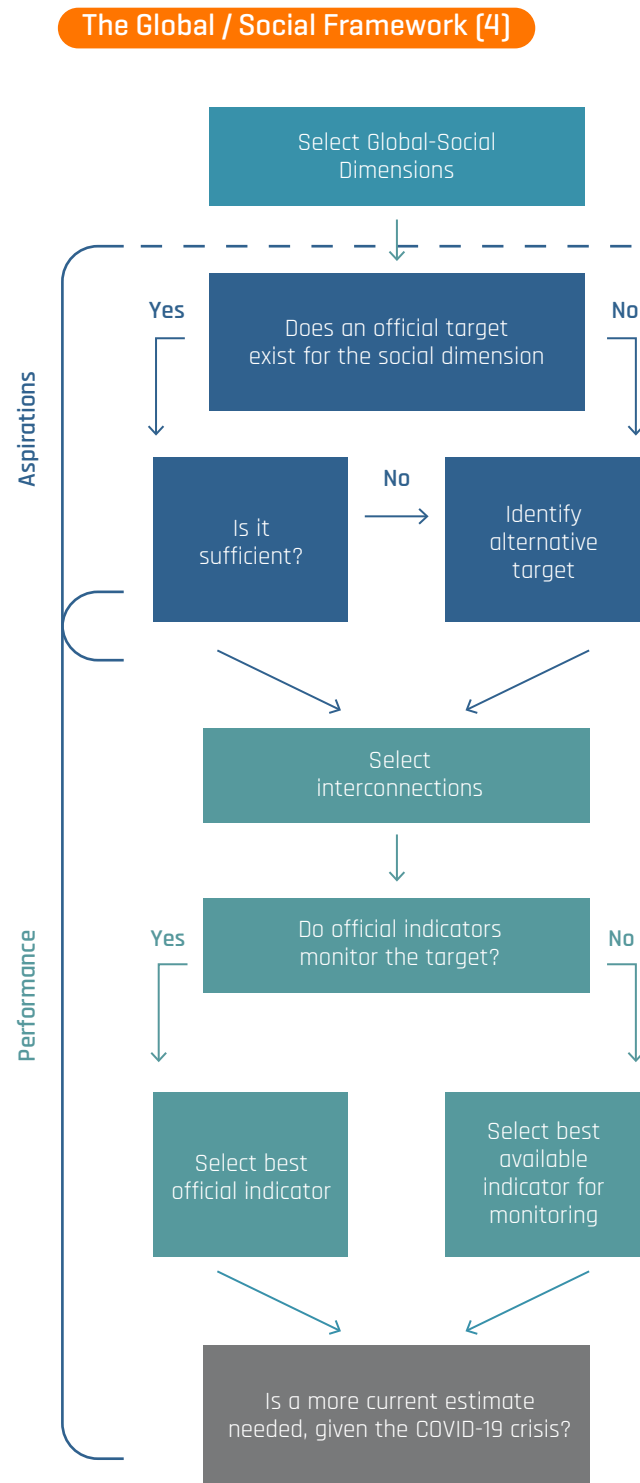 The Global / Social Framework (4)
Select Global-Social
Dimensions
Yes
No
Does an official target
exist for the social dimension
Aspirations
Is it
sufficient?
No
Identify
alternative
target
Select
interconnections
Performance
Yes
No
Do official indicators
monitor the target?
Select best
official indicator
Select best
available
indicator for
monitoring
Is a more current estimate
needed, given the COVID-19 crisis?